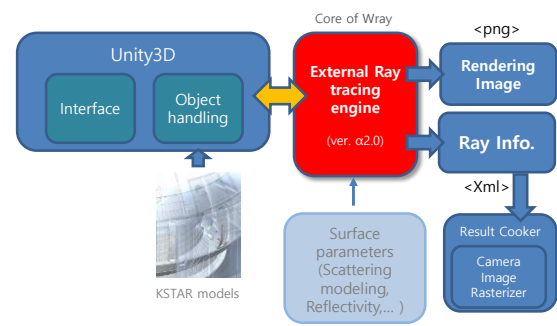 Core of Wray
<png>
Unity3D
Interface
Object
handling
External Ray
tracing
engine
(ver. α2.0)
Rendering
Image
Ray Info.
<Xml>
KSTAR models
Surface
parameters
(Scattering
modeling,
Reflectivity,... )
Result Cooker
Camera
Image
Rasterizer